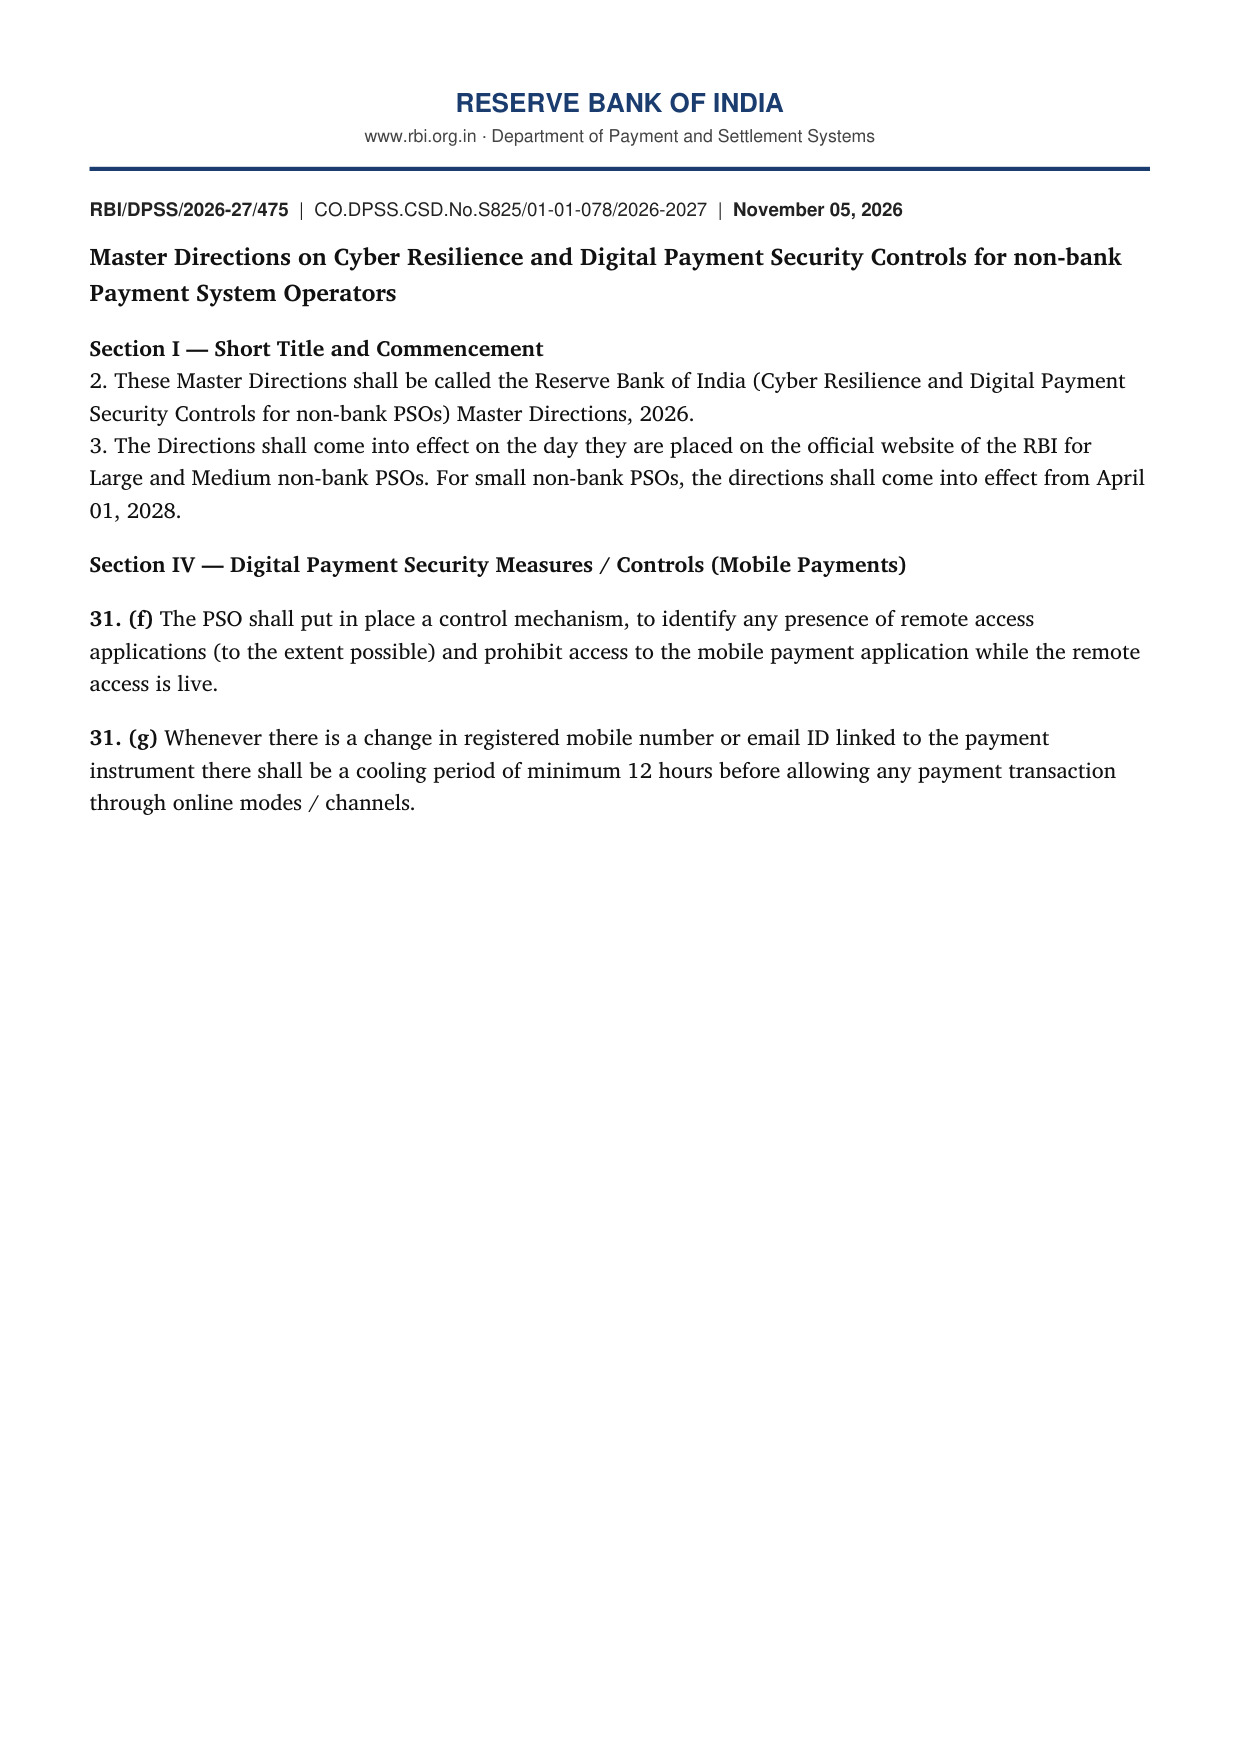 RESERVE BANK OF INDIA
www.rbi.org.in · Department of Payment and Settlement Systems
RBI/DPSS/2026-27/475 | CO.DPSS.CSD.No.S825/01-01-078/2026-2027 | November 05, 2026
Master Directions on Cyber Resilience and Digital Payment Security Controls for non-bank
Payment System Operators
Section I — Short Title and Commencement
2. These Master Directions shall be called the Reserve Bank of India (Cyber Resilience and Digital Payment
Security Controls for non-bank PSOs) Master Directions, 2026.
3. The Directions shall come into effect on the day they are placed on the official website of the RBI for
Large and Medium non-bank PSOs. For small non-bank PSOs, the directions shall come into effect from April
01, 2028.
Section IV — Digital Payment Security Measures / Controls (Mobile Payments)
31. (f) The PSO shall put in place a control mechanism, to identify any presence of remote access
applications (to the extent possible) and prohibit access to the mobile payment application while the remote
access is live.
31. (g) Whenever there is a change in registered mobile number or email ID linked to the payment
instrument there shall be a cooling period of minimum 12 hours before allowing any payment transaction
through online modes / channels.